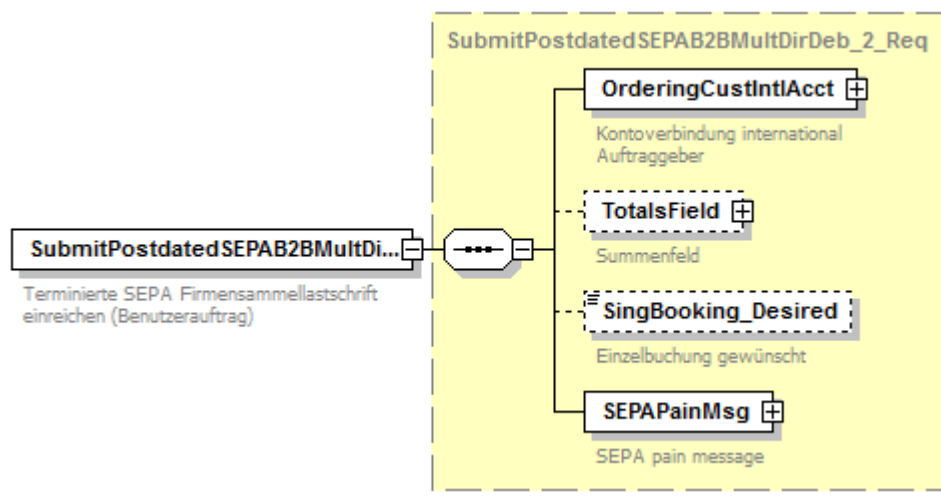 SubmitPostdatedSEPAB2BMultDirDeb_2_Req
OrderingCustIntlAcct
Kontoverbindung international
Auftraggeber
TotalsField
Summenfeld
SubmitPostdatedSEPAB2BMultDi...
Terminierte SEPA Firmensammellastschrift
einreichen (Benutzerauftrag)
SingBooking_Desired
Einzelbuchung gewünscht
SEPAPainMsg
SEPA pain message